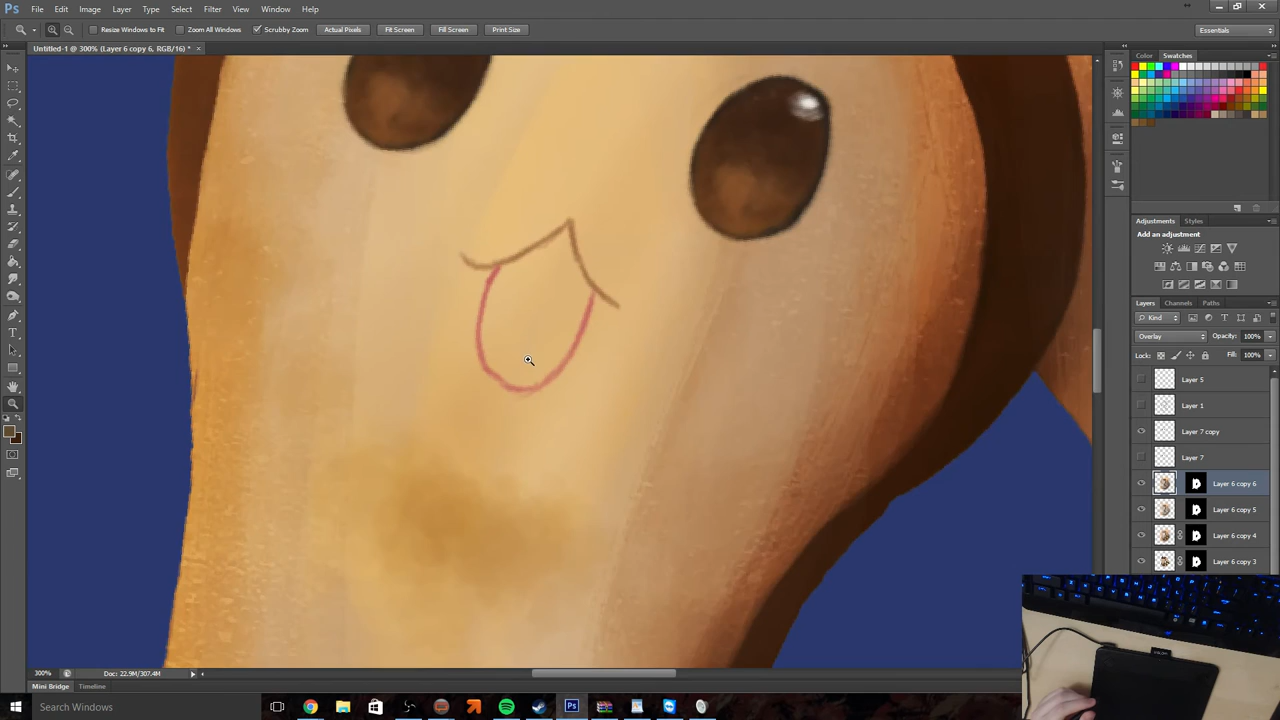 Ps File Edit Image Layer Type Select Filter View Window Help
Resize Windows to Fit Zoom All Windows Scrubby Zoom Actual Pixels Fit Screen Fill Screen Print Size Essentials
Untitled-1 @ 300% (Layer 6 copy 6, RGB/16) * ×
Color Swatches
Adjustments Styles
Add an adjustment
Layers Channels Paths
Kind
Overlay Opacity: 100%
Lock: Fill: 100%
Layer 5
Layer 1
Layer 7 copy
Layer 7
Layer 6 copy 6
Layer 6 copy 5
Layer 6 copy 4
Layer 6 copy 3
300% Doc: 22.9M/307.4M
Mini Bridge Timeline
Search Windows Ps